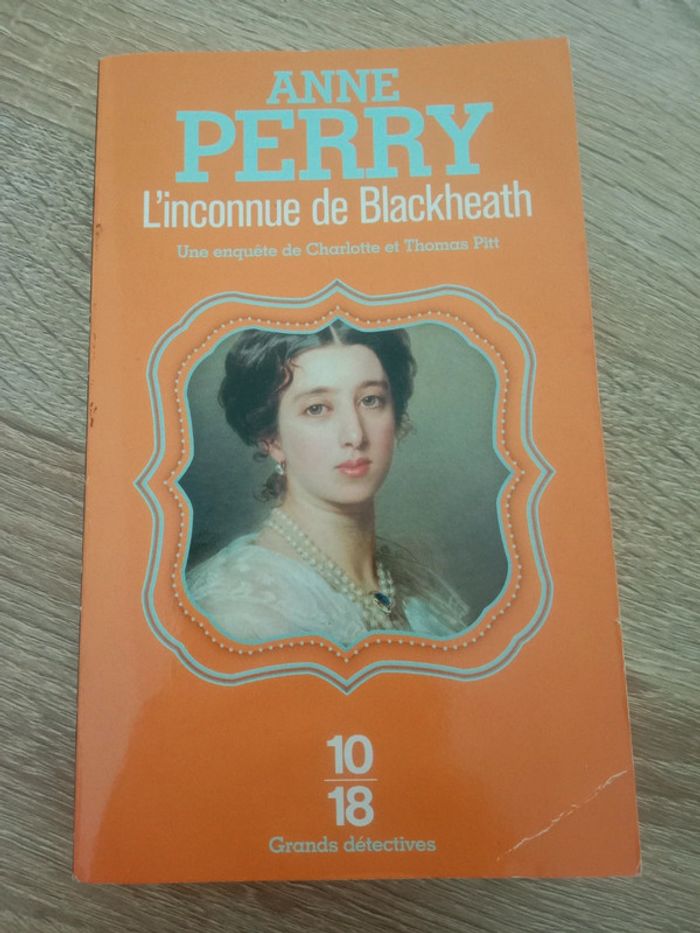 ANNE
PERRY
L'inconnue de Blackheath
Une enquête de Charlotte et Thomas Pitt
10
18
Grands détectives